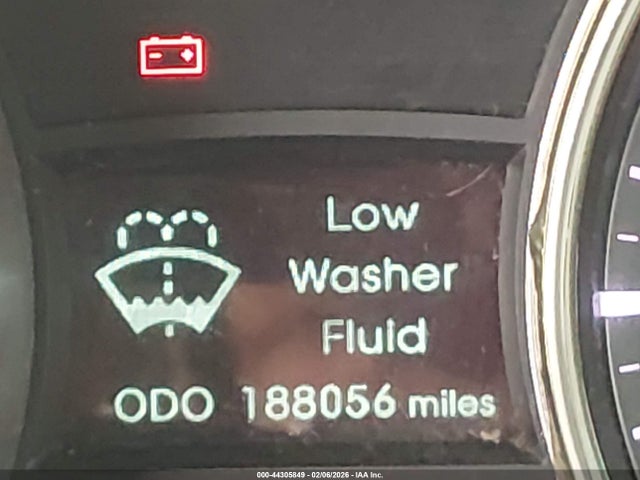 Low
Washer
Fluid
ODO 188056 miles
000-44305849 - 02/06/2026 - IAA Inc.